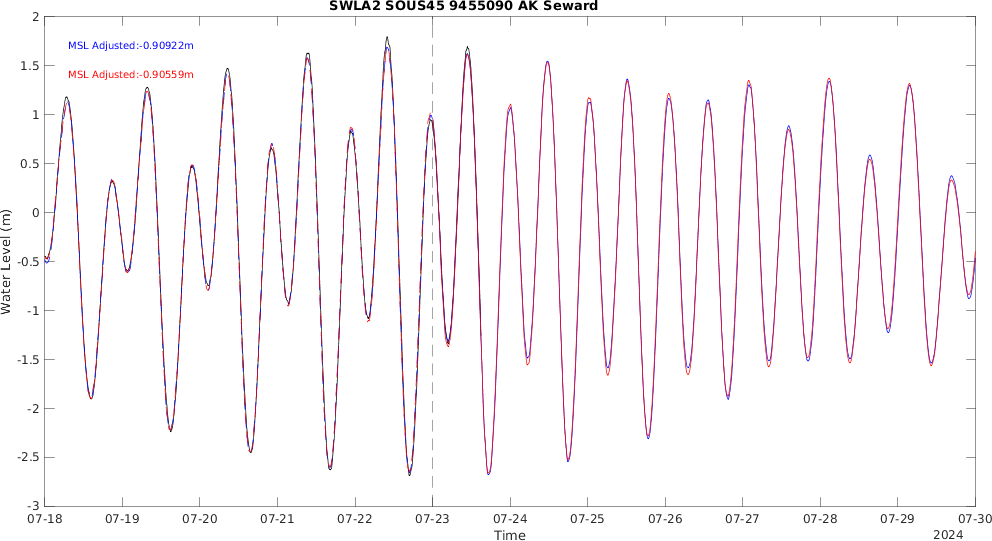 SWLA2 SOUS45 9455090 AK Seward
MSL Adjusted:-0.90922m
MSL Adjusted:-0.90559m
Water Level (m)
2
1.5
1
0.5
0
-0.5
-1
-1.5
-2
-2.5
-3
07-18 07-19 07-20 07-21 07-22 07-23 07-24 07-25 07-26 07-27 07-28 07-29 07-30
Time
2024